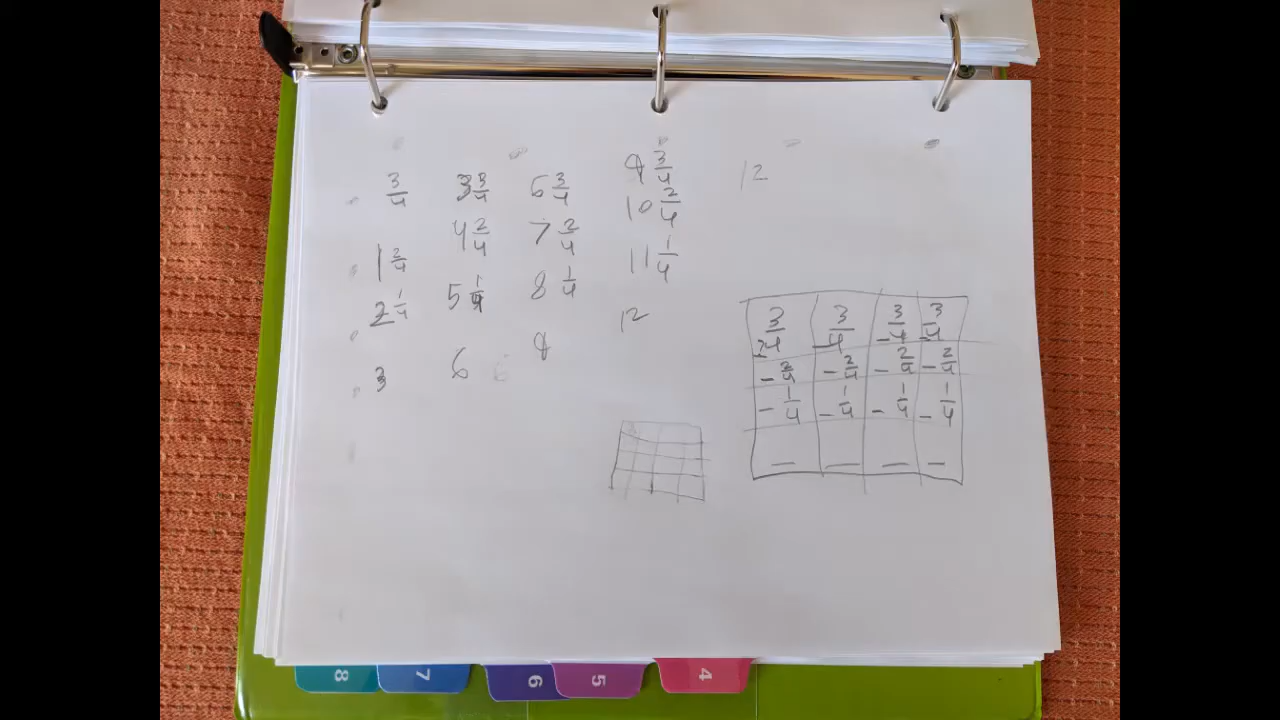 3/4 3 3/4 6 3/4 9 3/4 12
4 2/4 7 2/4 10 2/4
1 2/4 5 1/4 8 1/4 11 1/4
2 1/4 12
3 6 9
3/4 3/4 3/4 3/4
- 2/4 - 2/4 - 2/4 - 2/4
- 1/4 - 1/4 - 1/4 - 1/4
— — — —
8 7 6 5 4